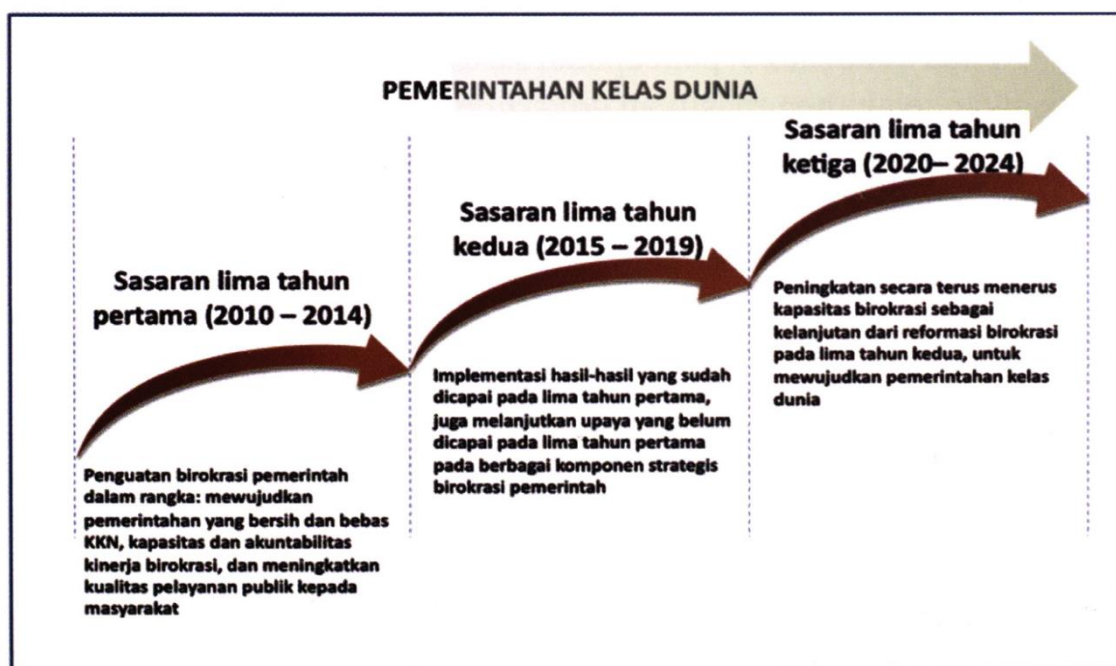 PEMERINTAHAN KELAS DUNIA
Sasaran lima tahun
pertama (2010 – 2014)
Penguatan birokrasi pemerintah
dalam rangka: mewujudkan
pemerintahan yang bersih dan bebas
KKN, kapasitas dan akuntabilitas
kinerja birokrasi, dan meningkatkan
kualitas pelayanan publik kepada
masyarakat
Sasaran lima tahun
kedua (2015 – 2019)
Implementasi hasil-hasil yang sudah
dicapai pada lima tahun pertama,
juga melanjutkan upaya yang belum
dicapai pada lima tahun pertama
pada berbagai komponen strategis
birokrasi pemerintah
Sasaran lima tahun
ketiga (2020– 2024)
Peningkatan secara terus menerus
kapasitas birokrasi sebagai
kelanjutan dari reformasi birokrasi
pada lima tahun kedua, untuk
mewujudkan pemerintahan kelas
dunia